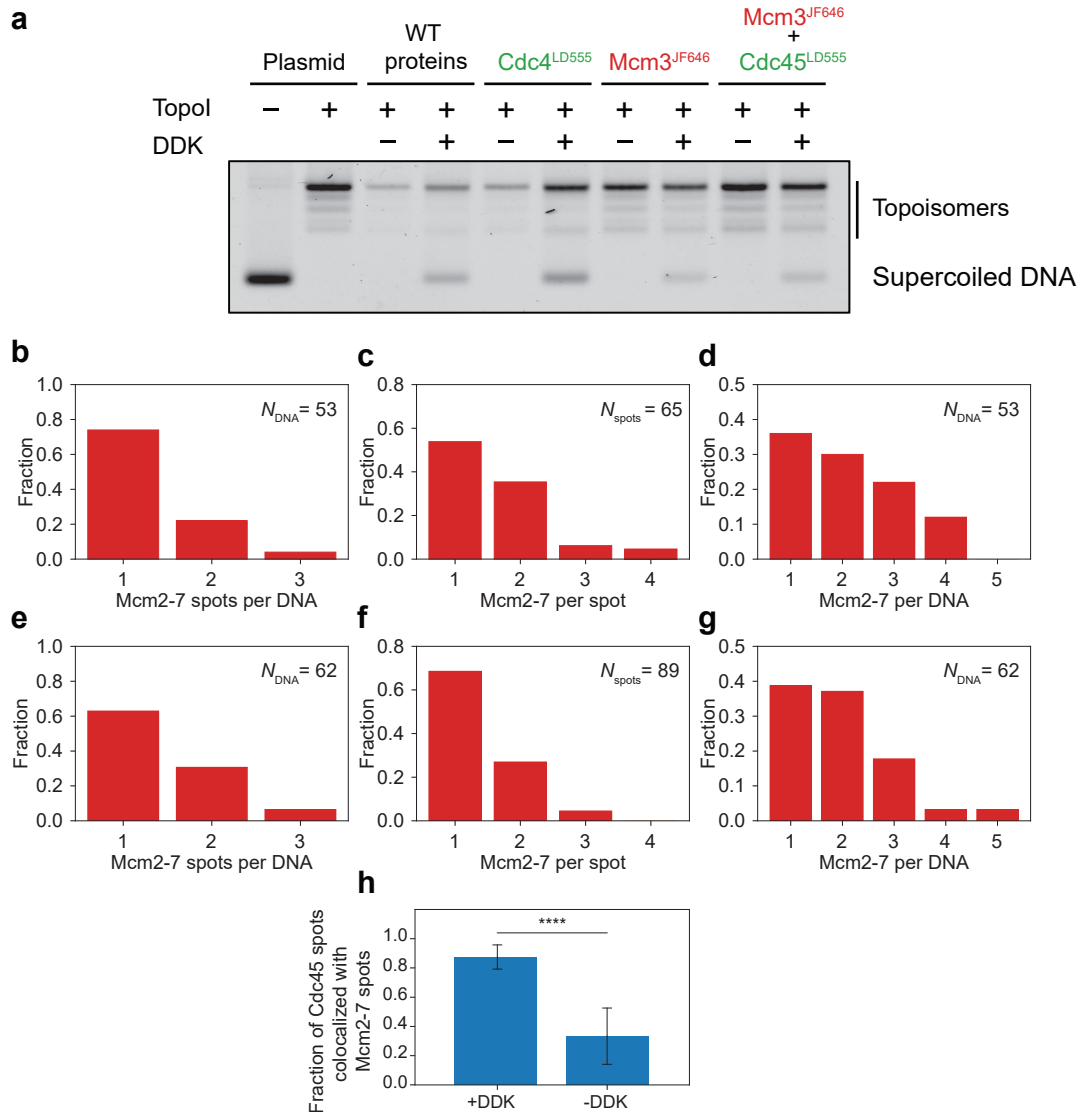 a
Plasmid
WT
proteins
Cdc4LD555
Mcm3JF646
Mcm3JF646
+
Cdc45LD555
TopoI − + + + + + + + + +
DDK − + − + − + − +
Topoisomers
Supercoiled DNA
b
Fraction
1.0
0.8
0.6
0.4
0.2
0.0
NDNA= 53
1 2 3
Mcm2-7 spots per DNA
c
Fraction
0.8
0.6
0.4
0.2
0.0
Nspots= 65
1 2 3 4
Mcm2-7 per spot
d
Fraction
0.5
0.4
0.3
0.2
0.1
0.0
NDNA= 53
1 2 3 4 5
Mcm2-7 per DNA
e
Fraction
1.0
0.8
0.6
0.4
0.2
0.0
NDNA= 62
1 2 3
Mcm2-7 spots per DNA
f
Fraction
0.8
0.6
0.4
0.2
0.0
Nspots= 89
1 2 3 4
Mcm2-7 per spot
g
Fraction
0.5
0.4
0.3
0.2
0.1
0.0
NDNA= 62
1 2 3 4 5
Mcm2-7 per DNA
h
Fraction of Cdc45 spots
colocalized with
Mcm2-7 spots
1.0
0.8
0.6
0.4
0.2
0.0
****
+DDK -DDK